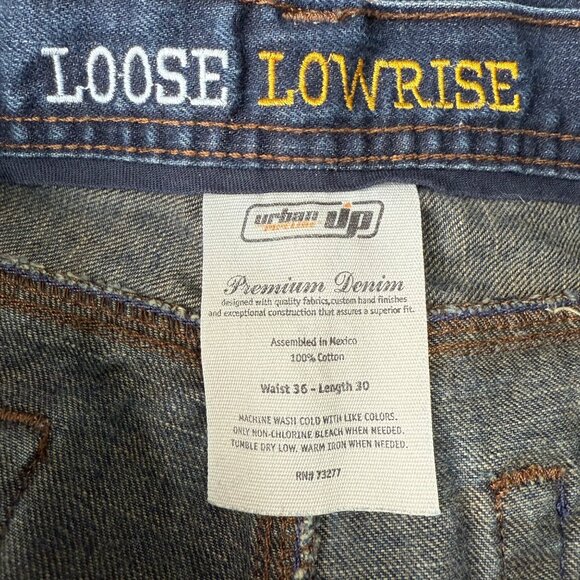 LOOSE LOWRISE
urban up
PIPELINE
Premium Denim
designed with quality fabrics,custom hand finishes
and exceptional construction that assures a superior fit.
Assembled in Mexico
100% Cotton
Waist 36 - Length 30
MACHINE WASH COLD WITH LIKE COLORS.
ONLY NON-CHLORINE BLEACH WHEN NEEDED.
TUMBLE DRY LOW. WARM IRON WHEN NEEDED.
RN# 73277